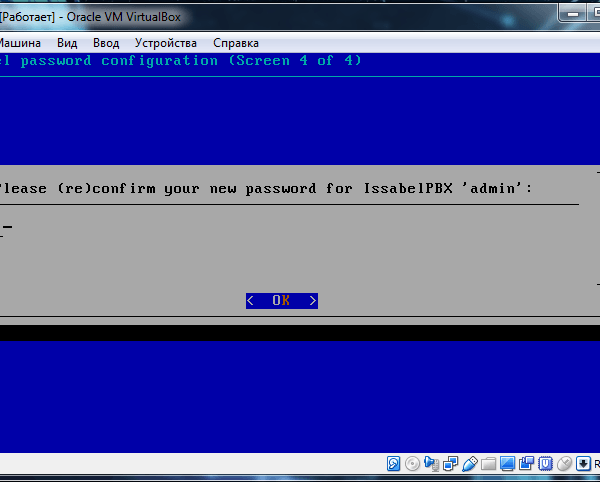 [Работает] - Oracle VM VirtualBox
Машина Вид Ввод Устройства Справка
el password configuration (Screen 4 of 4)
Please (re)confirm your new password for IssabelPBX 'admin':
< OK >
R